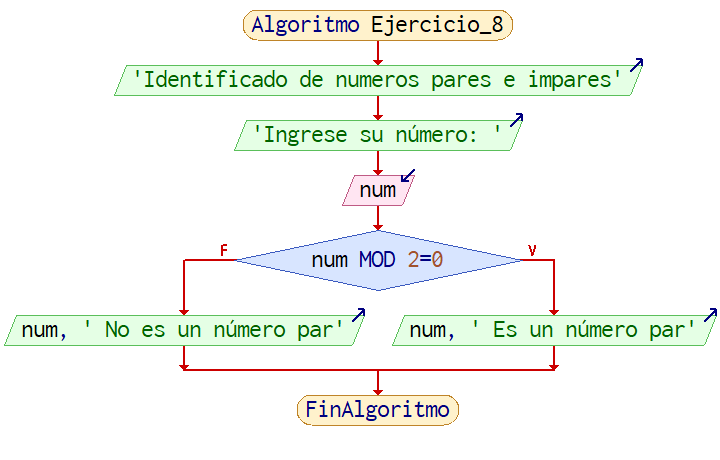 Algoritmo Ejercicio_8
'Identificado de numeros pares e impares'
'Ingrese su número: '
num
F
V
num MOD 2=0
num, ' No es un número par'
num, ' Es un número par'
FinAlgoritmo